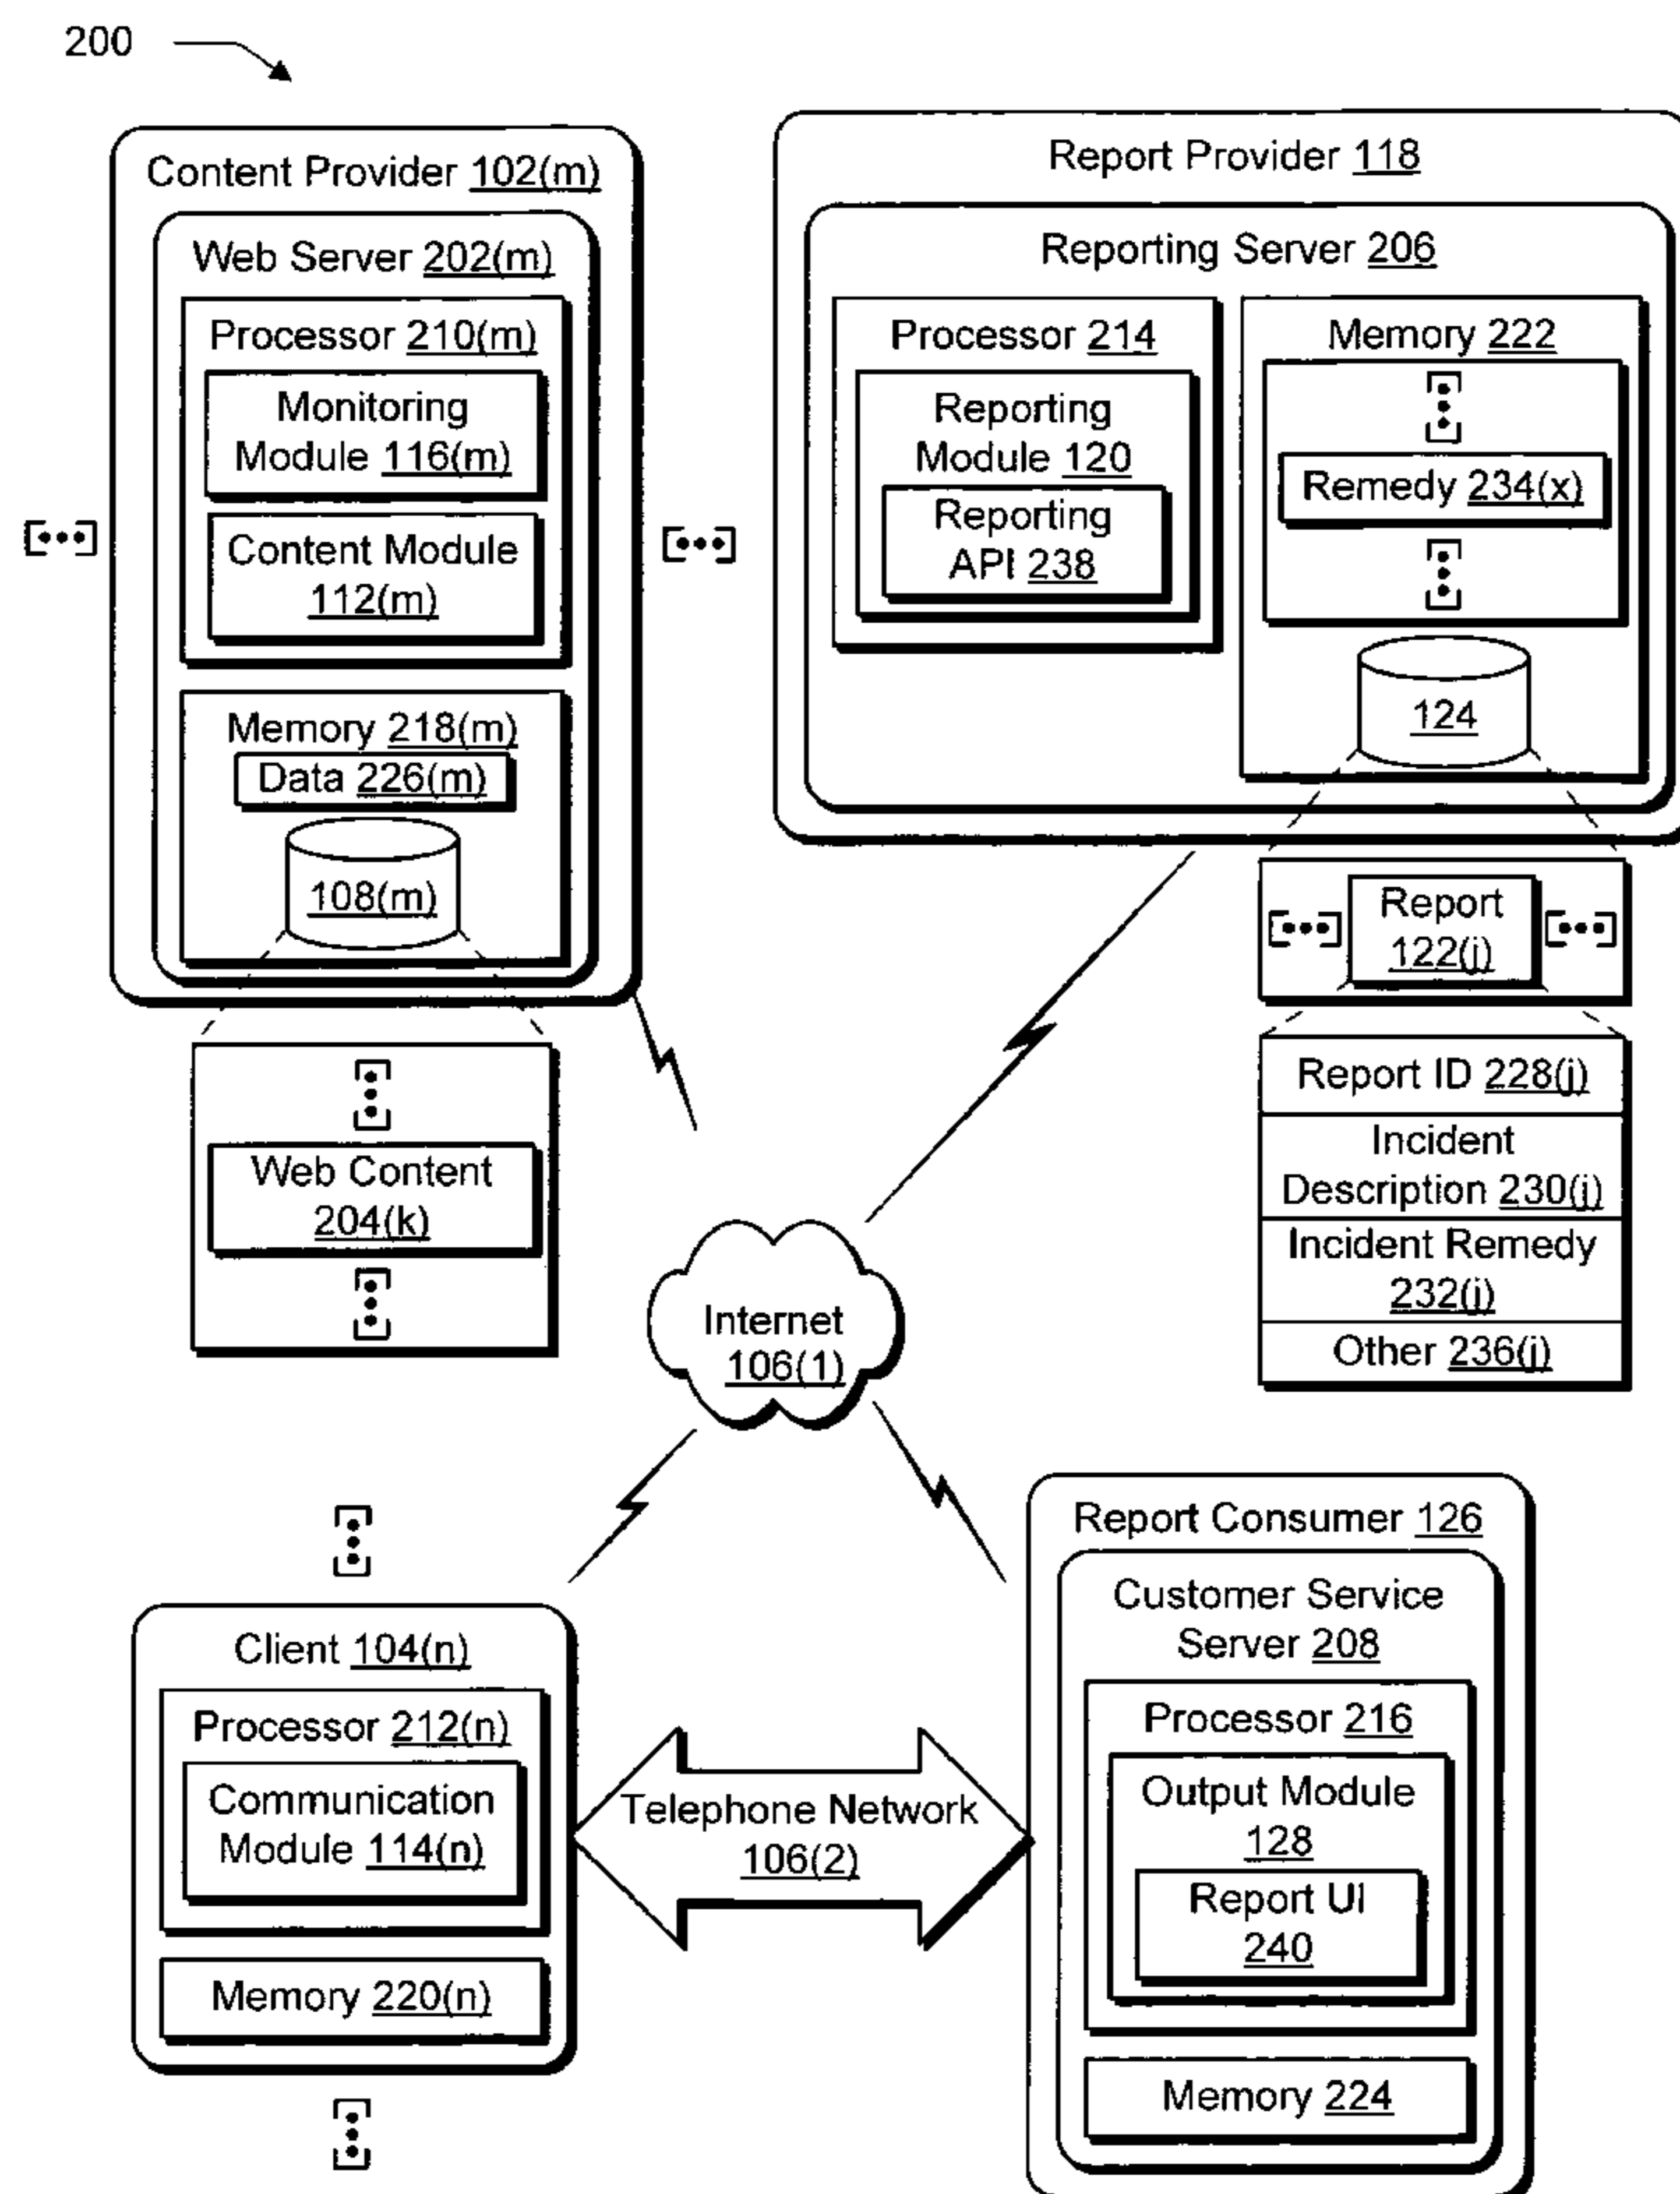 200
Content Provider 102(m)
Web Server 202(m)
Processor 210(m)
Monitoring
Module 116(m)
Content Module
112(m)
Memory 218(m)
Data 226(m)
108(m)
Web Content
204(k)
Report Provider 118
Reporting Server 206
Processor 214
Reporting
Module 120
Reporting
API 238
Memory 222
Remedy 234(x)
124
Report
122(j)
Report ID 228(j)
Incident
Description 230(j)
Incident Remedy
232(j)
Other 236(j)
Internet
106(1)
Client 104(n)
Processor 212(n)
Communication
Module 114(n)
Memory 220(n)
Telephone Network
106(2)
Report Consumer 126
Customer Service
Server 208
Processor 216
Output Module
128
Report UI
240
Memory 224